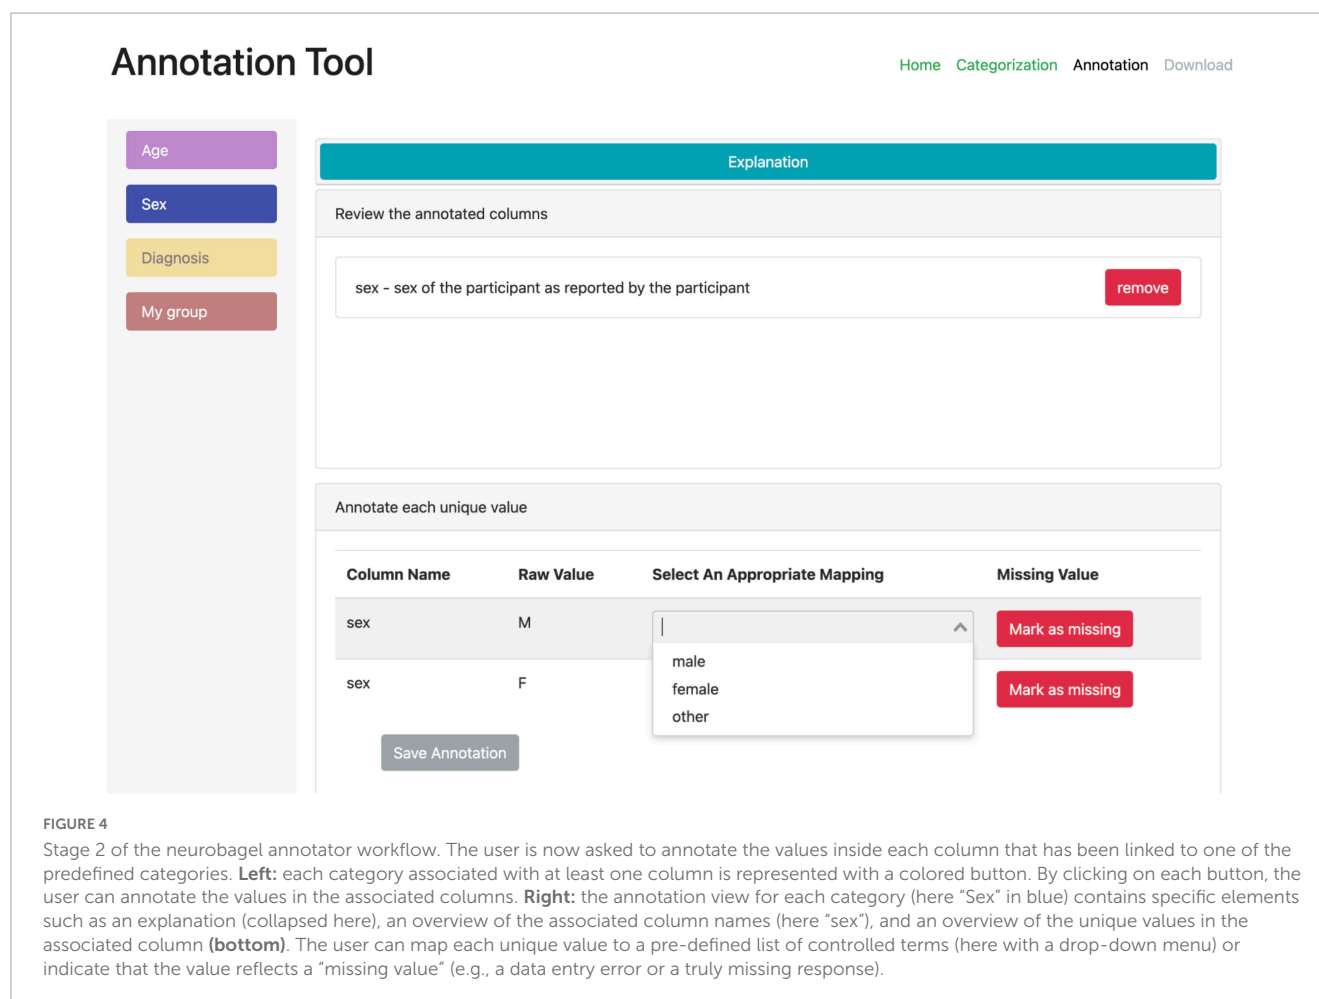 Annotation Tool
Home Categorization Annotation Download
Age
Sex
Diagnosis
My group
Explanation
Review the annotated columns
sex - sex of the participant as reported by the participant
remove
Annotate each unique value
Column Name Raw Value Select An Appropriate Mapping Missing Value
sex M Mark as missing
male
sex F female Mark as missing
other
Save Annotation
FIGURE 4
Stage 2 of the neurobagel annotator workflow. The user is now asked to annotate the values inside each column that has been linked to one of the
predefined categories. Left: each category associated with at least one column is represented with a colored button. By clicking on each button, the
user can annotate the values in the associated columns. Right: the annotation view for each category (here “Sex” in blue) contains specific elements
such as an explanation (collapsed here), an overview of the associated column names (here “sex”), and an overview of the unique values in the
associated column (bottom). The user can map each unique value to a pre-defined list of controlled terms (here with a drop-down menu) or
indicate that the value reflects a “missing value” (e.g., a data entry error or a truly missing response).